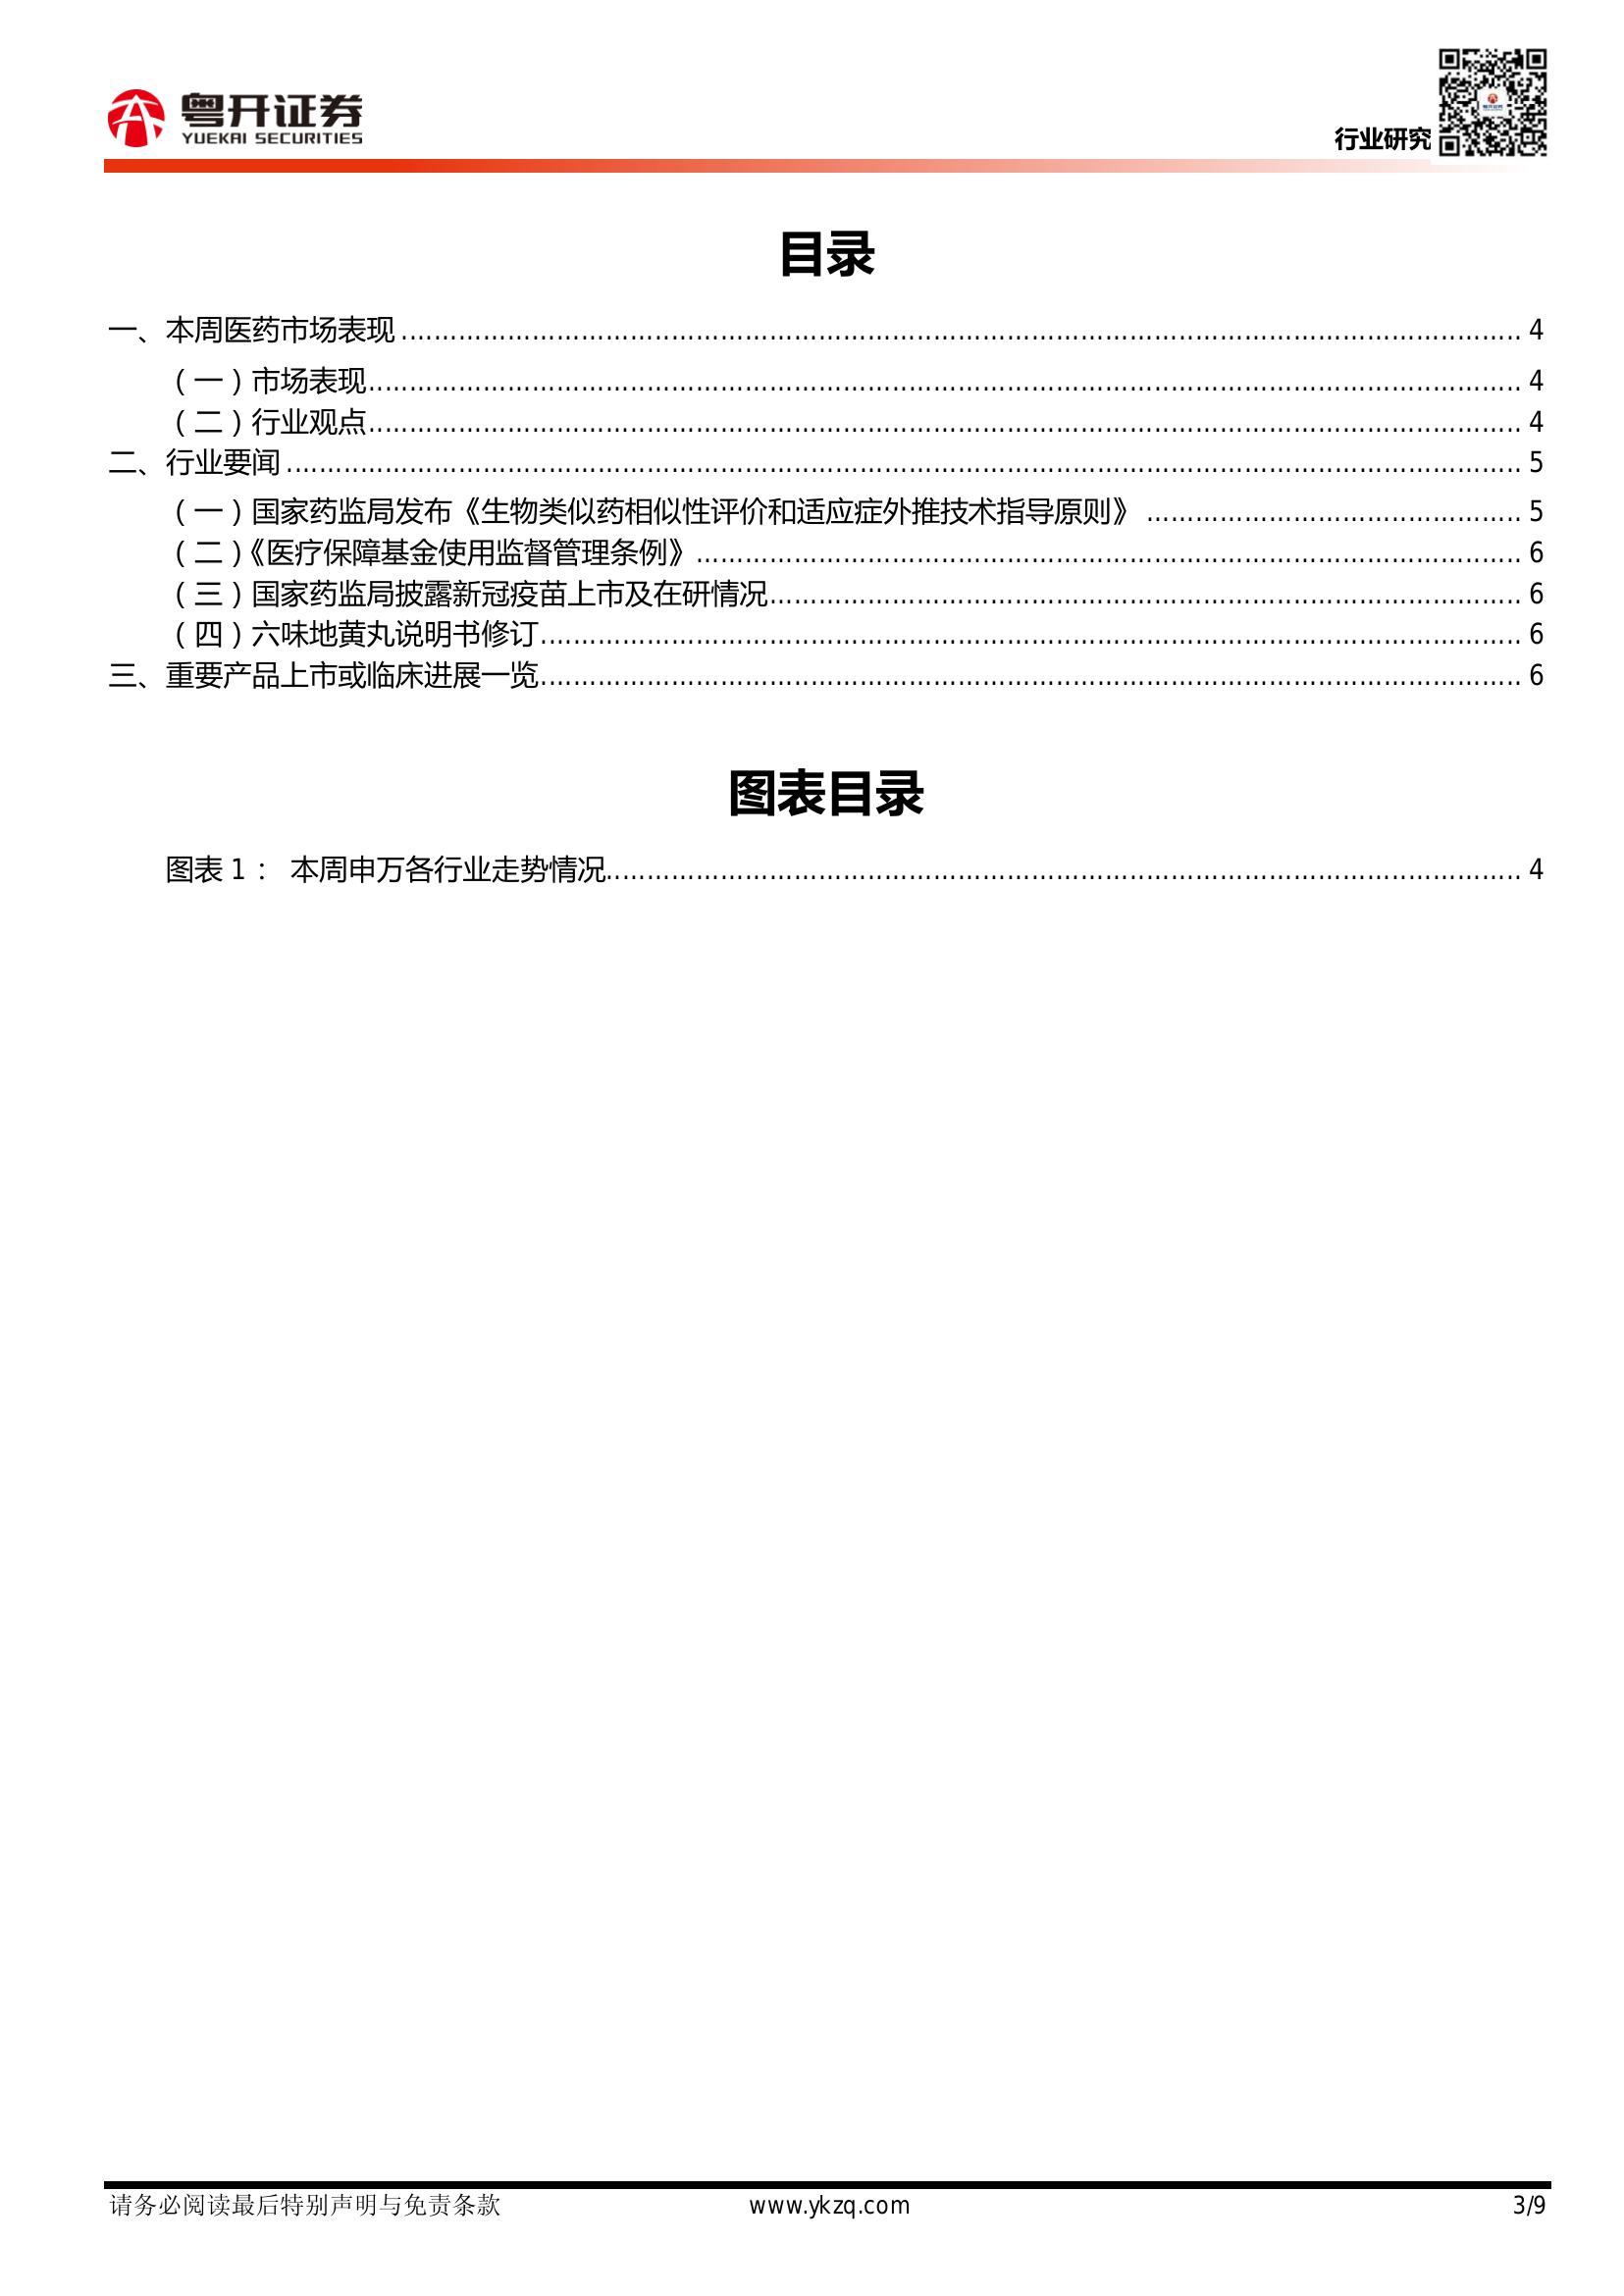 粤开证券
YUEKAI SECURITIES
行业研究
目录
一、本周医药市场表现 ........................................ 4
（一）市场表现 ........................................ 4
（二）行业观点 ........................................ 4
二、行业要闻 ........................................ 5
（一）国家药监局发布《生物类似药相似性评价和适应症外推技术指导原则》 ........................................ 5
（二）《医疗保障基金使用监督管理条例》 ........................................ 6
（三）国家药监局披露新冠疫苗上市及在研情况 ........................................ 6
（四）六味地黄丸说明书修订 ........................................ 6
三、重要产品上市或临床进展一览 ........................................ 6
图表目录
图表 1： 本周申万各行业走势情况 ........................................ 4
请务必阅读最后特别声明与免责条款 www.ykzq.com 3/9